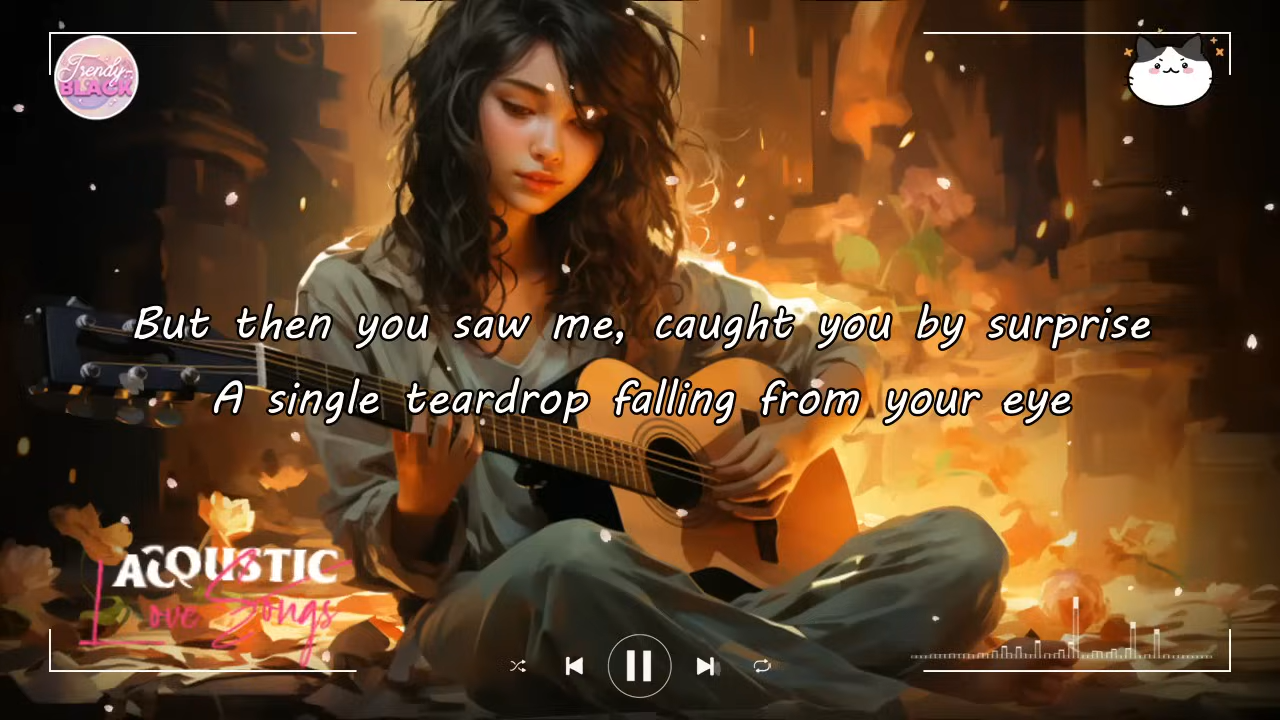 Trendy
BLACK
But then you saw me, caught you by surprise
A single teardrop falling from your eye
ACOUSTIC
Love Songs